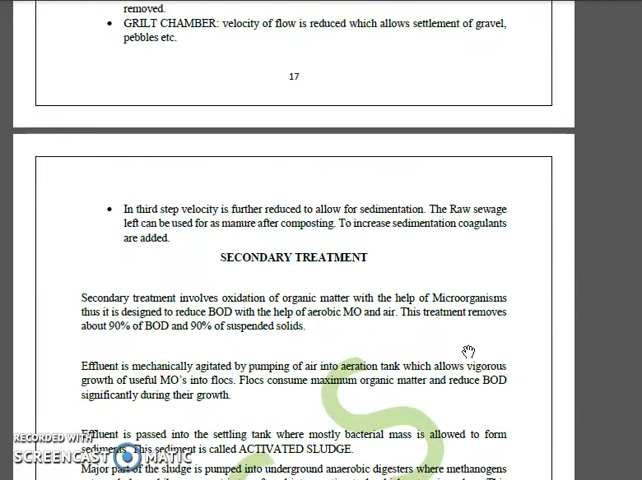 removed.
• GRILT CHAMBER: velocity of flow is reduced which allows settlement of gravel,
pebbles etc.
17
• In third step velocity is further reduced to allow for sedimentation. The Raw sewage
left can be used for as manure after composting. To increase sedimentation coagulants
are added.
SECONDARY TREATMENT
Secondary treatment involves oxidation of organic matter with the help of Microorganisms
thus it is designed to reduce BOD with the help of aerobic MO and air. This treatment removes
about 90% of BOD and 90% of suspended solids.
Effluent is mechanically agitated by pumping of air into aeration tank which allows vigorous
growth of useful MO's into flocs. Flocs consume maximum organic matter and reduce BOD
significantly during their growth.
Effluent is passed into the settling tank where mostly bacterial mass is allowed to form
sediments. This sediment is called ACTIVATED SLUDGE.
Major part of the sludge is pumped into underground anaerobic digesters where methanogens
RECORDED WITH
SCREENCAST MATIC